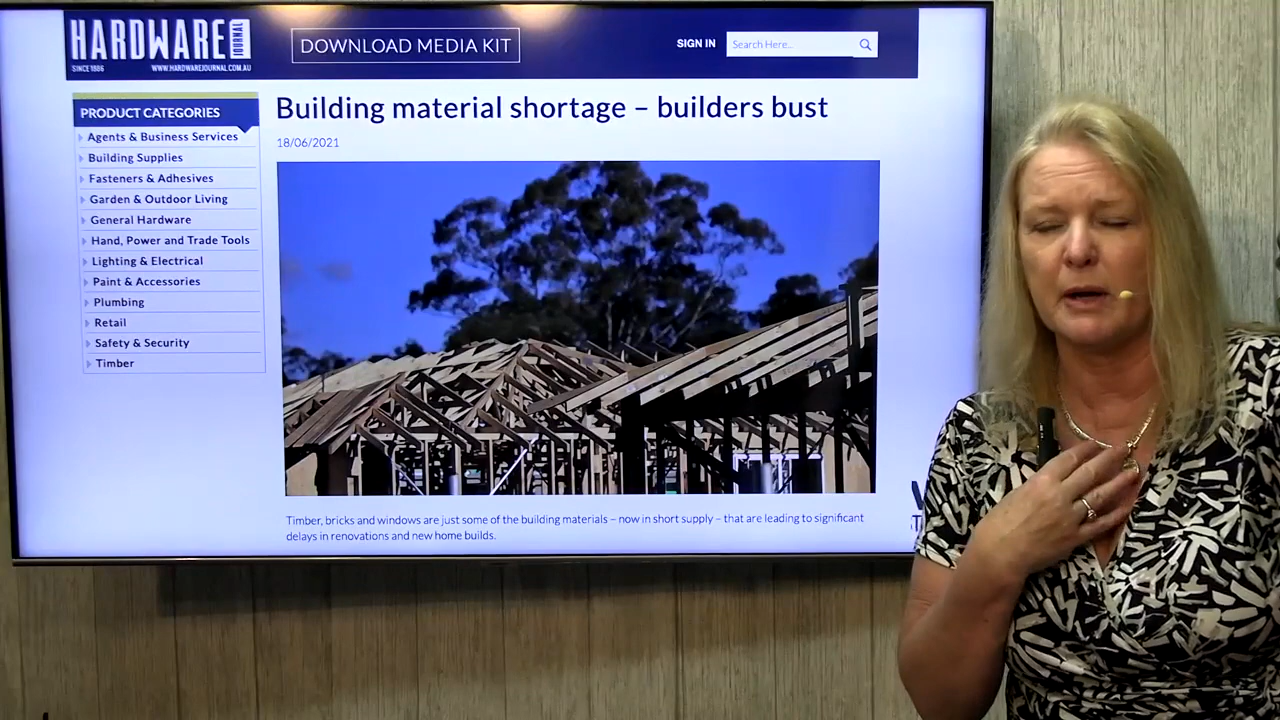 HARDWARE JOURNAL
SINCE 1886 WWW.HARDWAREJOURNAL.COM.AU
DOWNLOAD MEDIA KIT
SIGN IN
Search Here...
PRODUCT CATEGORIES
Agents & Business Services
Building Supplies
Fasteners & Adhesives
Garden & Outdoor Living
General Hardware
Hand, Power and Trade Tools
Lighting & Electrical
Paint & Accessories
Plumbing
Retail
Safety & Security
Timber
Building material shortage – builders bust
18/06/2021
Timber, bricks and windows are just some of the building materials – now in short supply – that are leading to significant
delays in renovations and new home builds.